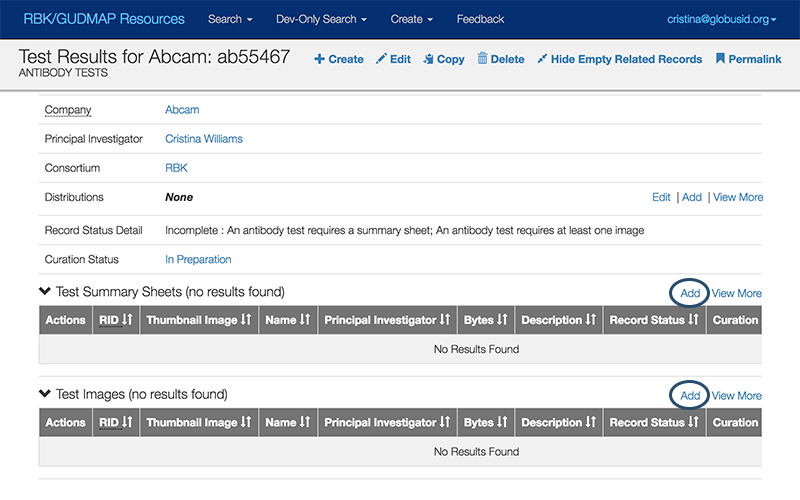 RBK/GUDMAP Resources Search Dev-Only Search Create Feedback cristina@globusid.org
Test Results for Abcam: ab55467 Create Edit Copy Delete Hide Empty Related Records Permalink
ANTIBODY TESTS
Company Abcam
Principal Investigator Cristina Williams
Consortium RBK
Distributions None Edit | Add | View More
Record Status Detail Incomplete : An antibody test requires a summary sheet; An antibody test requires at least one image
Curation Status In Preparation
Test Summary Sheets (no results found) Add View More
Actions RID Thumbnail Image Name Principal Investigator Bytes Description Record Status Curation
No Results Found
Test Images (no results found) Add View More
Actions RID Thumbnail Image Name Principal Investigator Bytes Description Record Status Curation
No Results Found